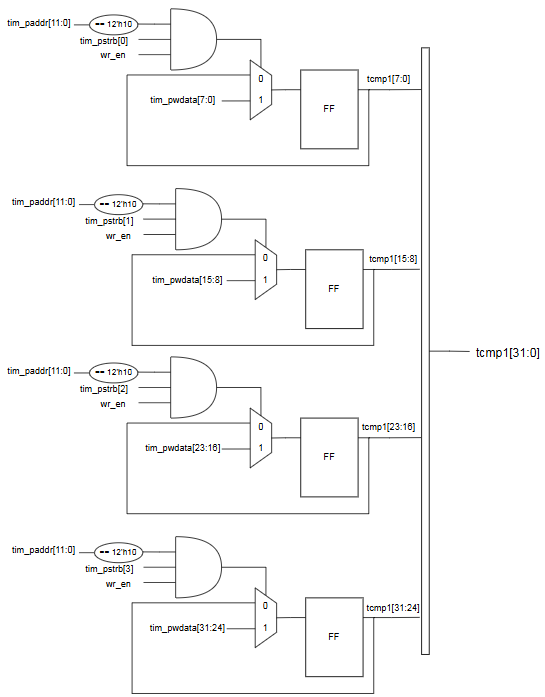 tim_paddr[11:0]
== 12'h10
tim_pstrb[0]
wr_en
0
tcmp1[7:0]
tim_pwdata[7:0]
1
FF
tim_paddr[11:0]
== 12'h10
tim_pstrb[1]
wr_en
0
tcmp1[15:8]
tim_pwdata[15:8]
1
FF
tcmp1[31:0]
tim_paddr[11:0]
== 12'h10
tim_pstrb[2]
wr_en
0
tcmp1[23:16]
tim_pwdata[23:16]
1
FF
tim_paddr[11:0]
== 12'h10
tim_pstrb[3]
wr_en
0
tcmp1[31:24]
tim_pwdata[31:24]
1
FF